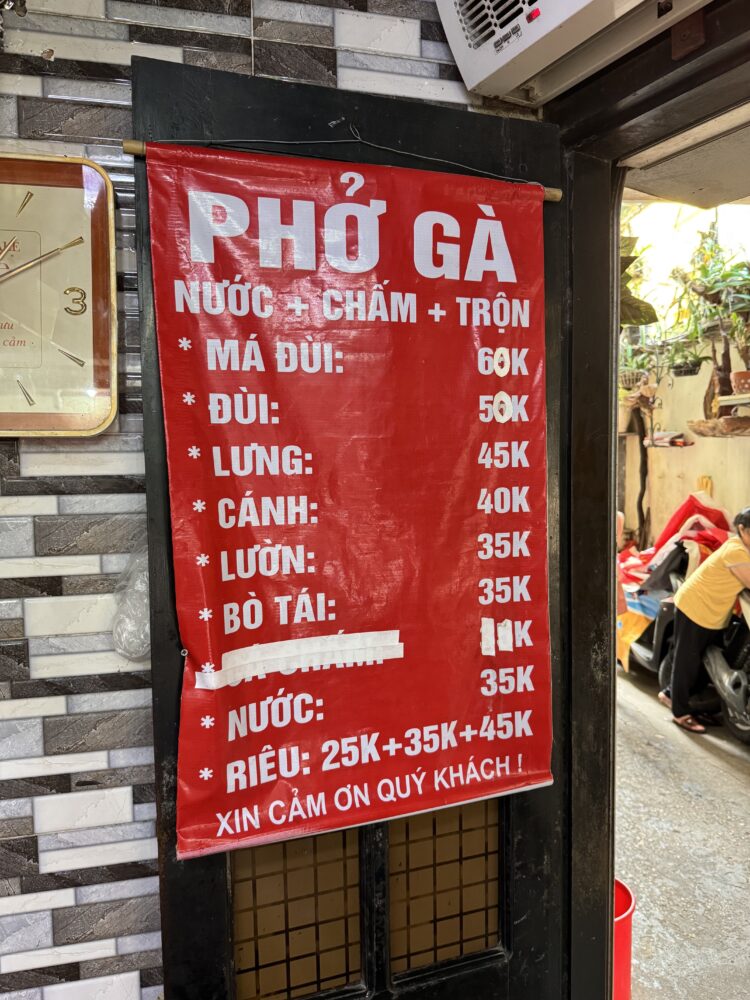 PHỞ GÀ
NƯỚC + CHẤM + TRỘN
* MÁ ĐÙI: 60K
* ĐÙI: 50K
* LƯNG: 45K
* CÁNH: 40K
* LƯỜN: 35K
* BÒ TÁI: 35K
* NƯỚC: 35K
* RIÊU: 25K+35K+45K
XIN CẢM ƠN QUÝ KHÁCH !
3